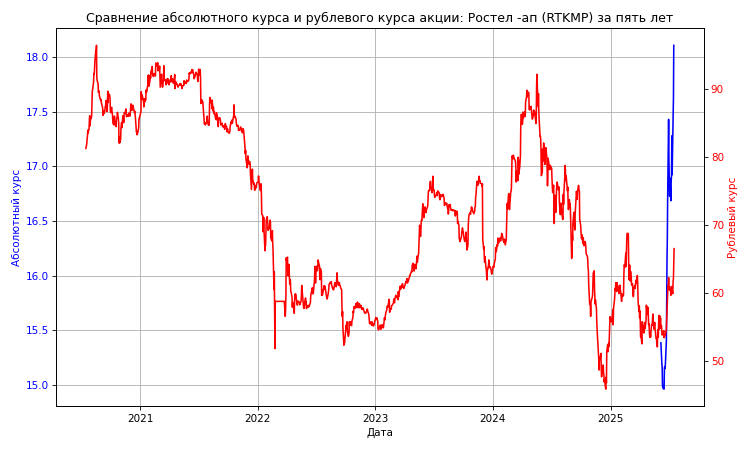 Сравнение абсолютного курса и рублевого курса акции: Ростел -ап (RTKMP) за пять лет
18.0
17.5
17.0
16.5
16.0
15.5
15.0
Абсолютный курс
90
80
70
60
50
Рублевый курс
2021 2022 2023 2024 2025
Дата